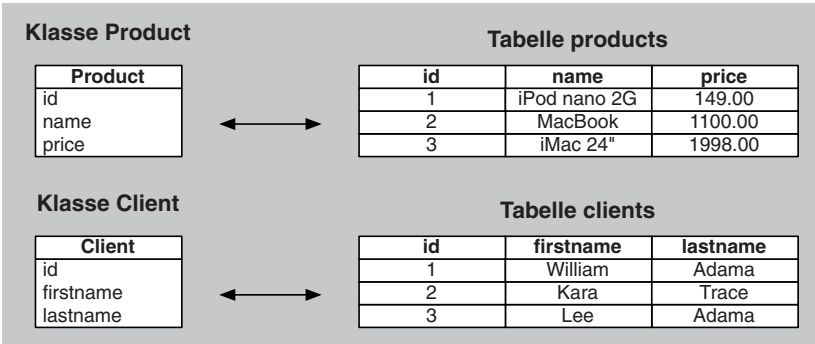 Klasse Product
Tabelle products
Product
id
name
price
id name price
1 iPod nano 2G 149.00
2 MacBook 1100.00
3 iMac 24" 1998.00
Klasse Client
Tabelle clients
Client
id
firstname
lastname
id firstname lastname
1 William Adama
2 Kara Trace
3 Lee Adama